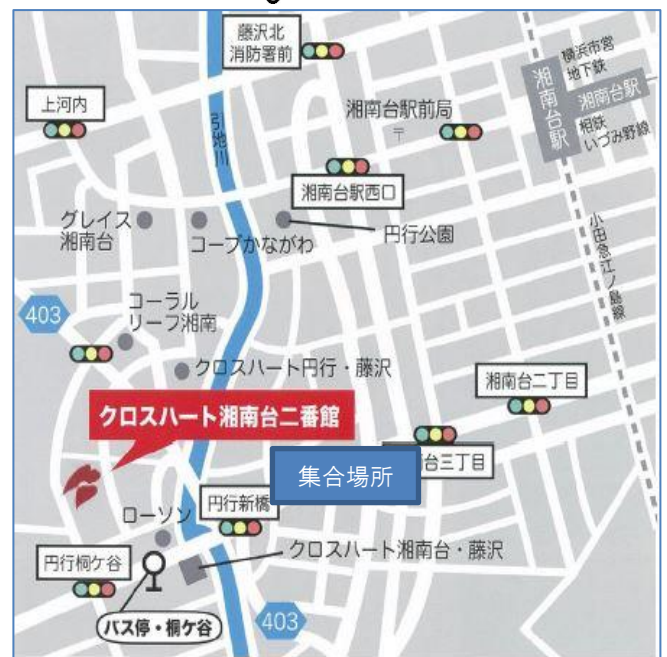 藤沢北
消防署前
横浜市営
地下鉄
湘南台駅
湘南台駅
相鉄
いずみ野線
上河内
湘南台駅前局
〒
引地川
湘南台駅西口
グレイス
湘南台
コープかながわ
円行公園
小田急江ノ島線
403
コーラル
リーフ湘南
クロスハート円行・藤沢
湘南台二丁目
クロスハート湘南台二番館
台三丁目
集合場所
ローソン
円行新橋
円行桐ケ谷
クロスハート湘南台・藤沢
バス停・桐ケ谷
403